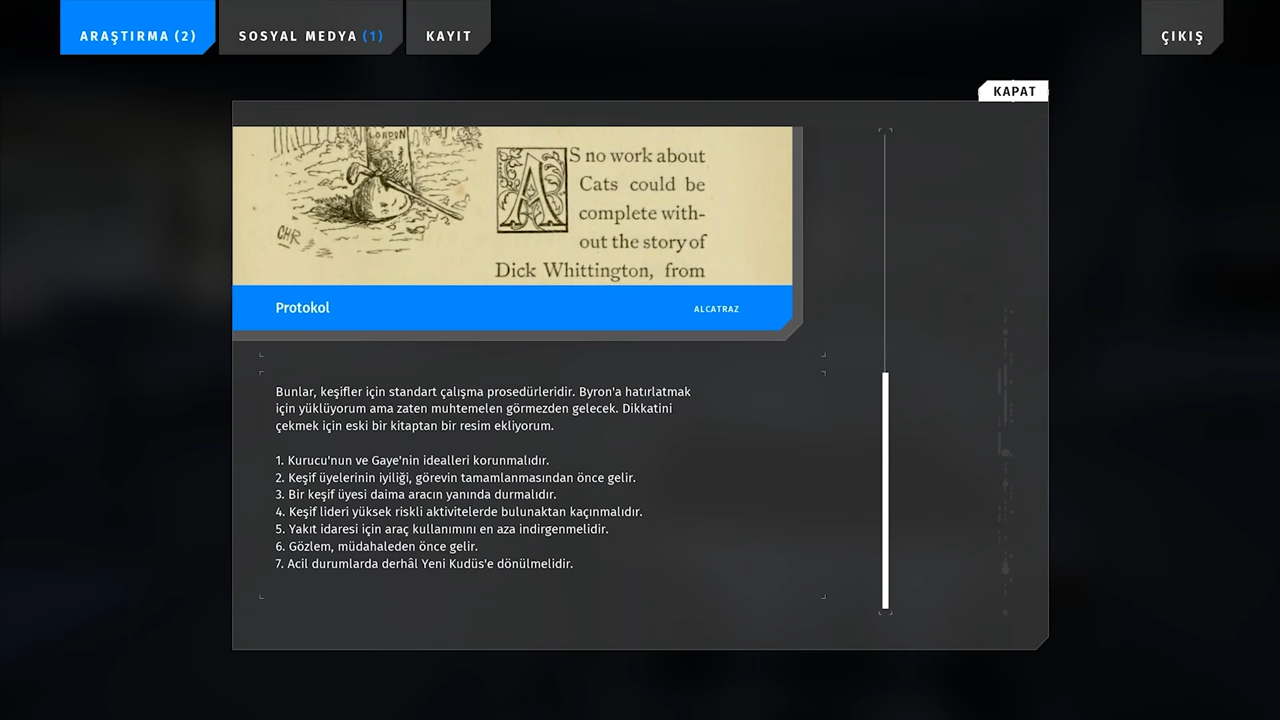 ARAŞTIRMA (2)
SOSYAL MEDYA (1)
KAYIT
ÇIKIŞ
KAPAT
LONDON
CHR
AS no work about
Cats could be
complete with-
out the story of
Dick Whittington, from
Protokol
ALCATRAZ
Bunlar, keşifler için standart çalışma prosedürleridir. Byron'a hatırlatmak
için yüklüyorum ama zaten muhtemelen görmezden gelecek. Dikkatini
çekmek için eski bir kitaptan bir resim ekliyorum.
1. Kurucu'nun ve Gaye'nin idealleri korunmalıdır.
2. Keşif üyelerinin iyiliği, görevin tamamlanmasından önce gelir.
3. Bir keşif üyesi daima aracın yanında durmalıdır.
4. Keşif lideri yüksek riskli aktivitelerde bulunaktan kaçınmalıdır.
5. Yakıt idaresi için araç kullanımını en aza indirgenmelidir.
6. Gözlem, müdahaleden önce gelir.
7. Acil durumlarda derhâl Yeni Kudüs'e dönülmelidir.